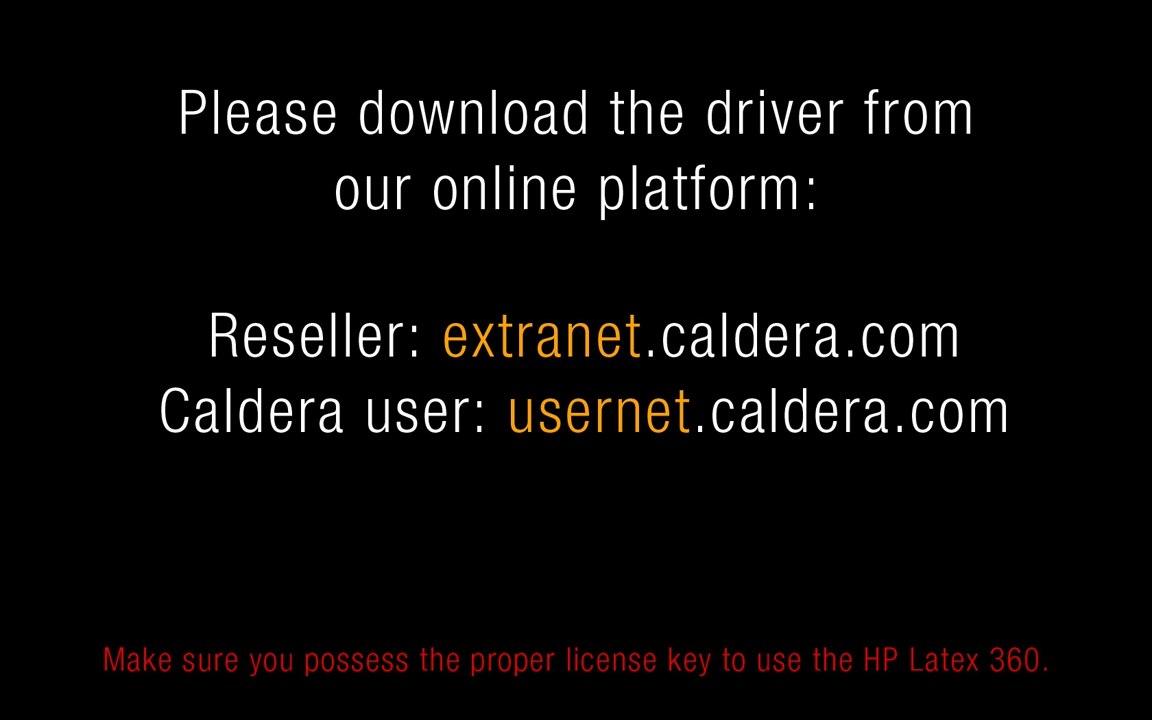 Please download the driver from
our online platform:
Reseller: extranet.caldera.com
Caldera user: usernet.caldera.com
Make sure you possess the proper license key to use the HP Latex 360.